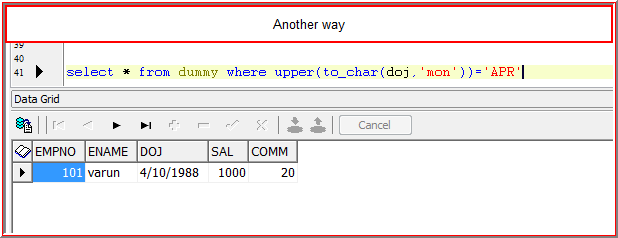 Another way
39
40
41 select * from dummy where upper(to_char(doj,'mon'))='APR'
Data Grid
Cancel
EMPNO ENAME DOJ SAL COMM
101 varun 4/10/1988 1000 20